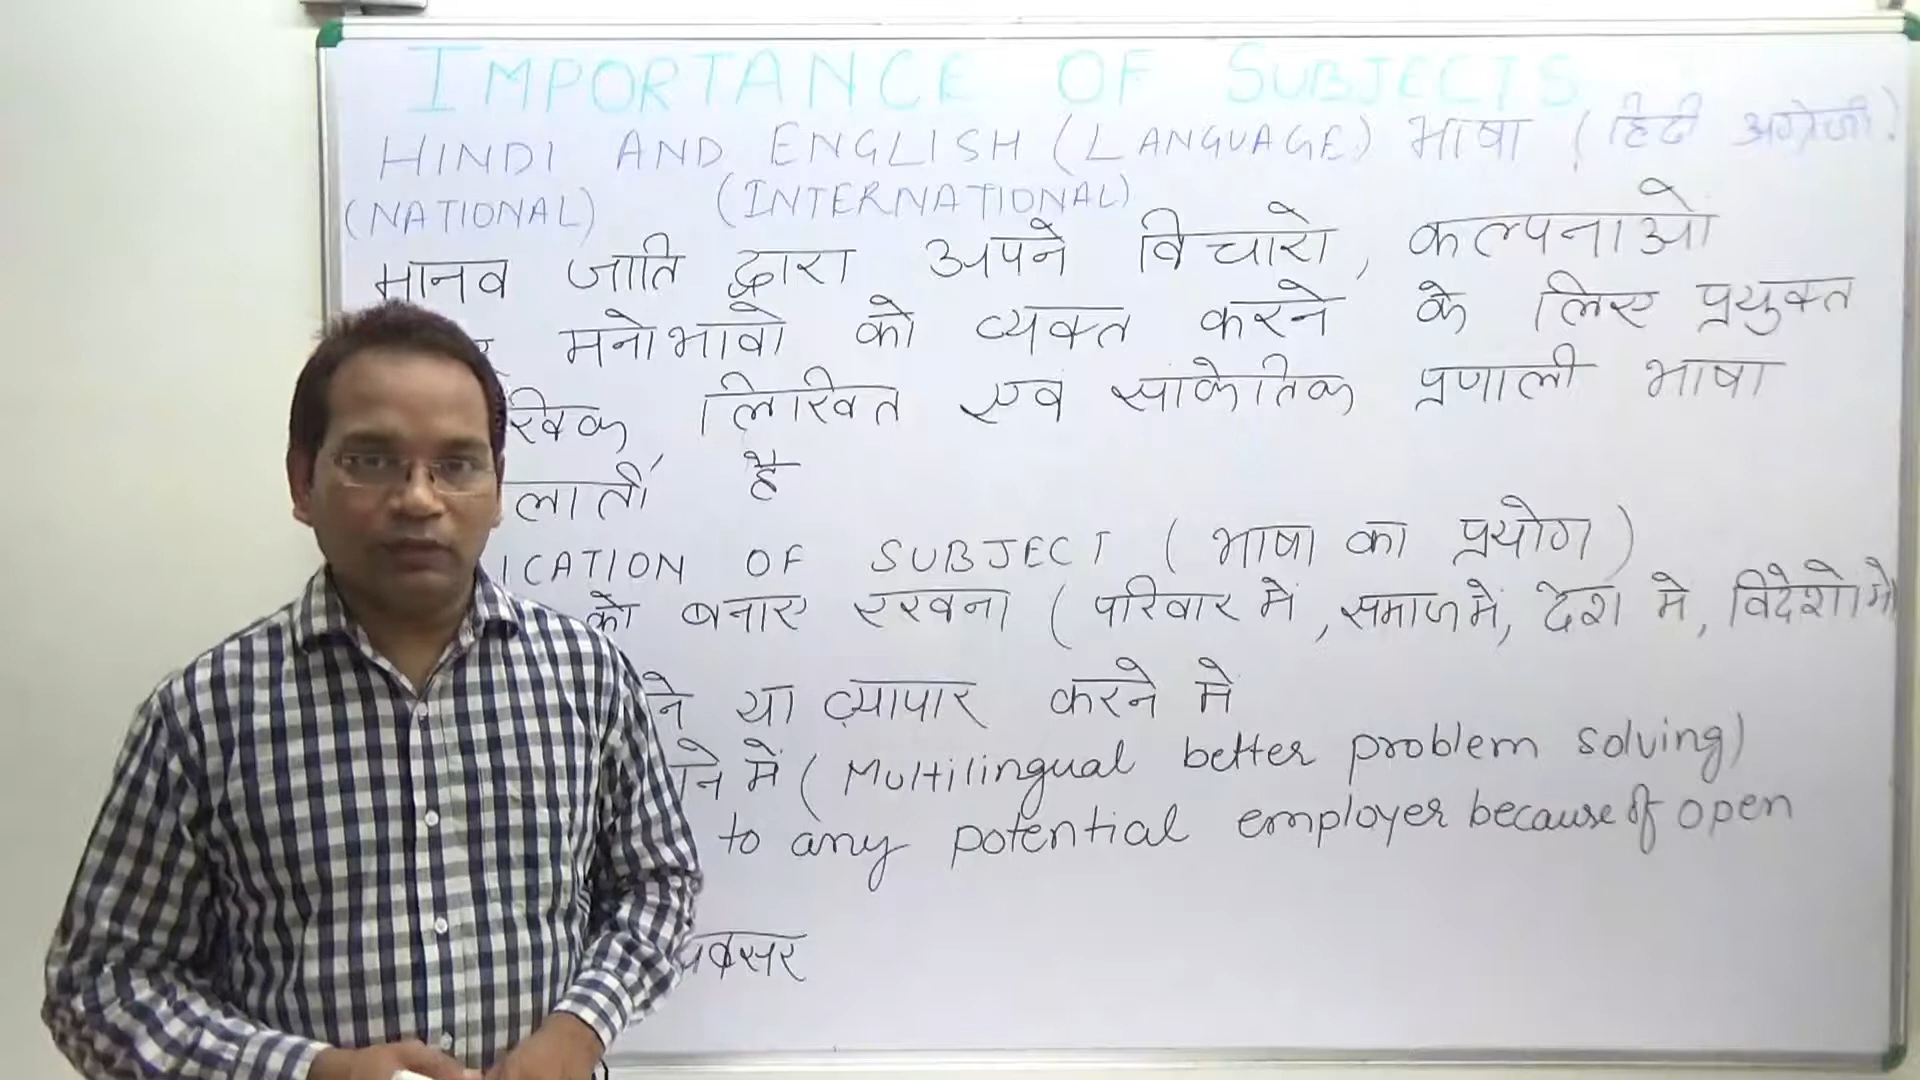 IMPORTANCE OF SUBJECTS
HINDI AND ENGLISH (LANGUAGE) भाषा (हिंदी अंग्रेजी)
(NATIONAL) (INTERNATIONAL)
मानव जाति द्वारा अपने विचारो, कल्पनाओ
मनोभावो को व्यक्त करने के लिए प्रयुक्त
खिक, लिखित एवं सांकेतिक प्रणाली भाषा
लाती है
ICATION OF SUBJECT (भाषा का प्रयोग)
को बनाए रखना (परिवार में, समाज में, देश मे, विदेशो में
ने या व्यापार करने मे
ने में (Multilingual better problem solving)
to any potential employer because of open